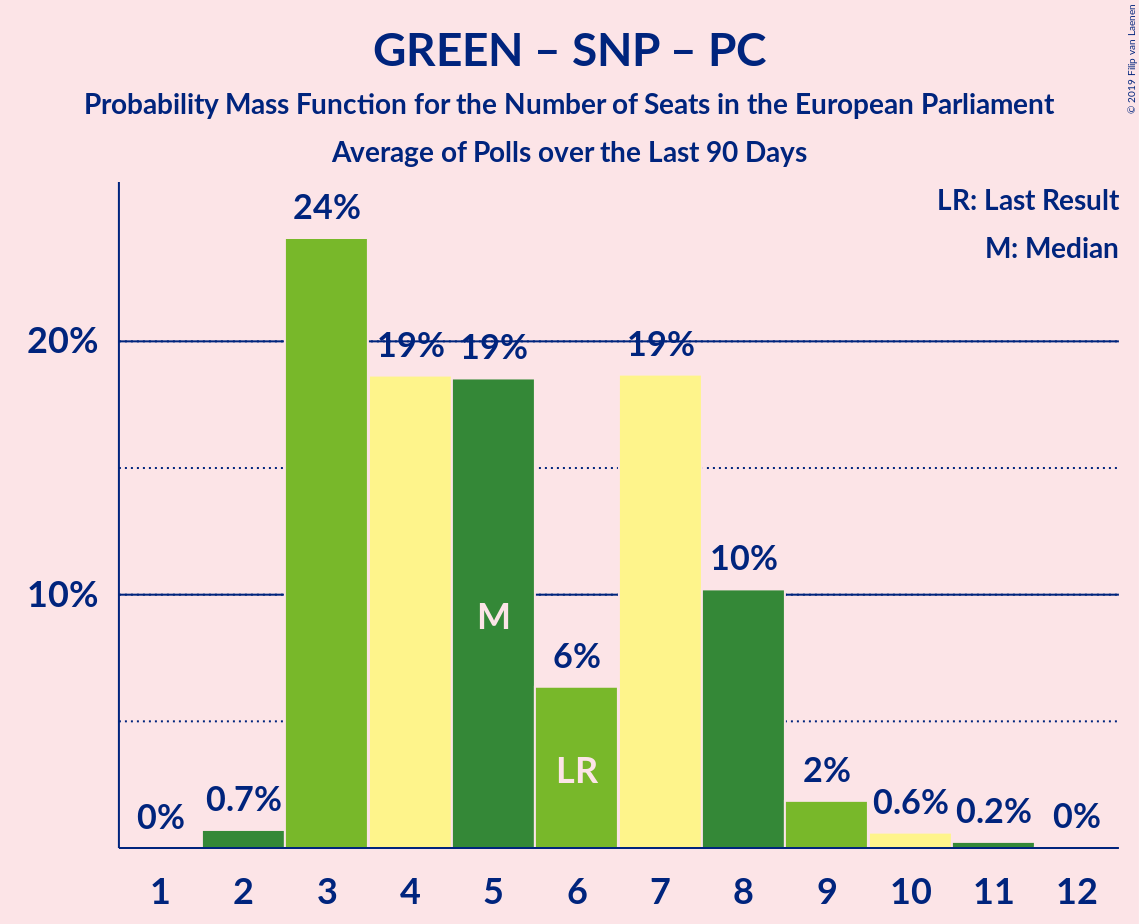 GREEN – SNP – PC
Probability Mass Function for the Number of Seats in the European Parliament
Average of Polls over the Last 90 Days
© 2019 Filip van Laenen
LR: Last Result
M: Median
24%
20%
19%
19%
19%
10%
10%
M
6%
LR
2%
0%
0.7%
0.6%
0.2%
0%
1 2 3 4 5 6 7 8 9 10 11 12